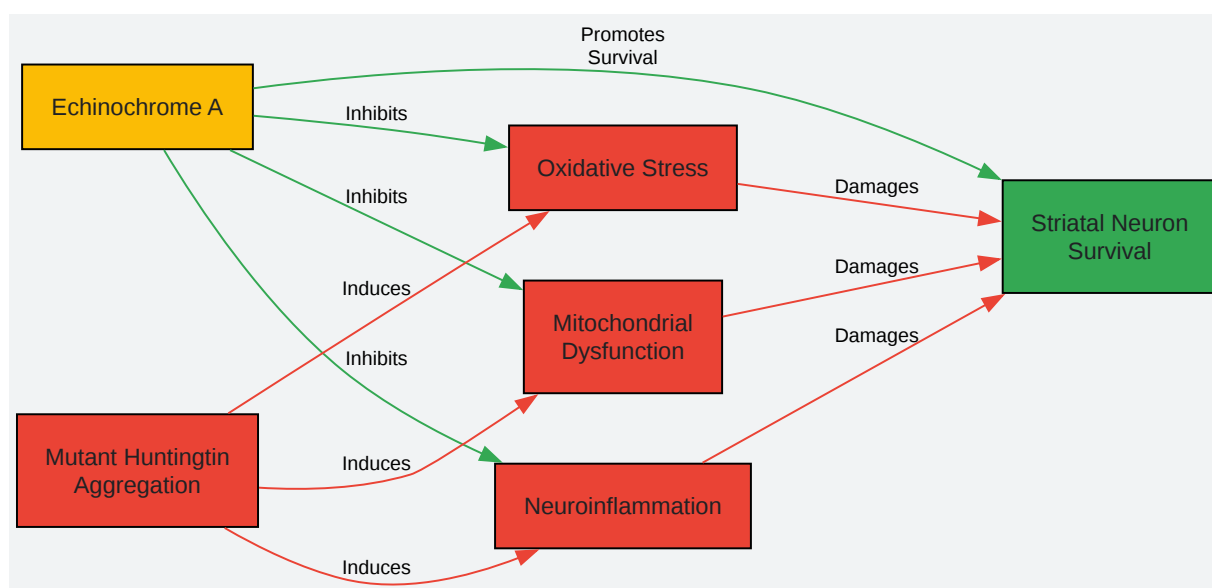 Promotes
Survival
Echinochrome A
Inhibits
Oxidative Stress
Inhibits
Damages
Striatal Neuron
Survival
Induces
Damages
Mitochondrial
Dysfunction
Inhibits
Damages
Mutant Huntingtin
Aggregation
Induces
Neuroinflammation
Induces